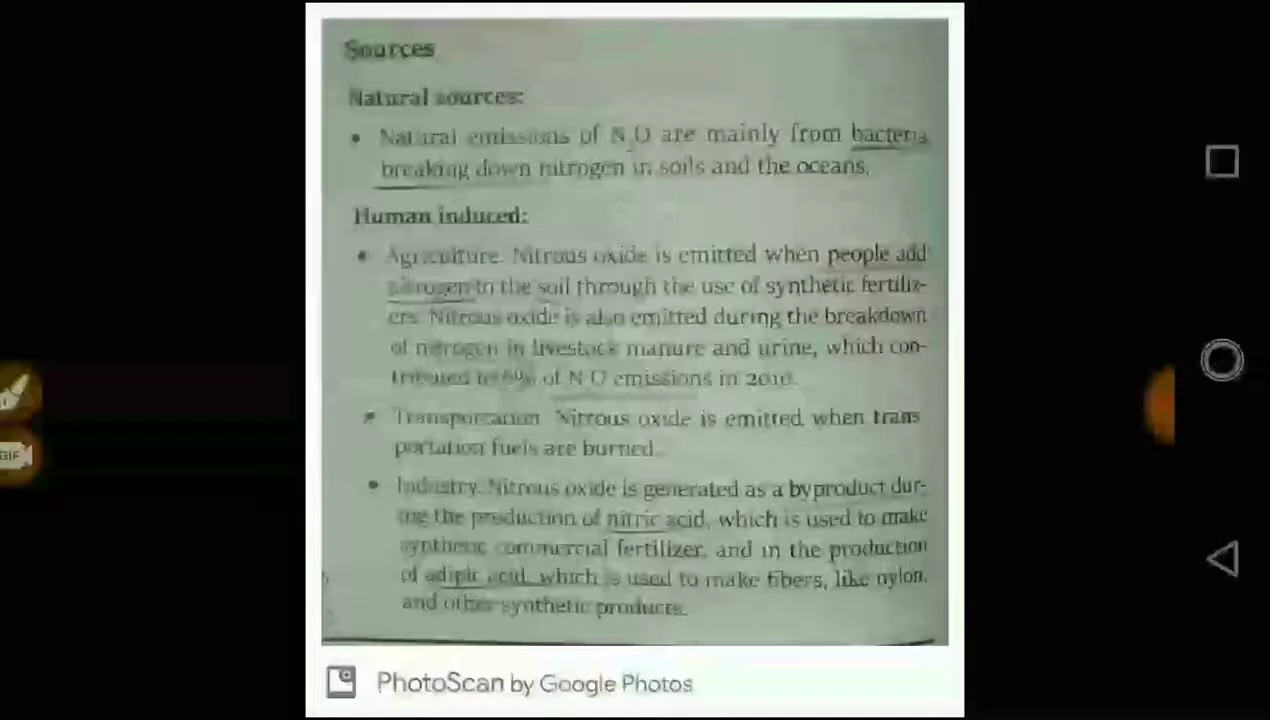 Sources
Natural sources:
• Natural emissions of N2O are mainly from bacteria
breaking down nitrogen in soils and the oceans.
Human induced:
• Agriculture. Nitrous oxide is emitted when people add
nitrogen to the soil through the use of synthetic fertiliz-
ers. Nitrous oxide is also emitted during the breakdown
of nitrogen in livestock manure and urine, which con-
tributed to 6% of N2O emissions in 2010.
• Transportation. Nitrous oxide is emitted when trans
portation fuels are burned.
• Industry. Nitrous oxide is generated as a byproduct dur-
ing the production of nitric acid, which is used to make
synthetic commercial fertilizer, and in the production
of adipic acid, which is used to make fibers, like nylon,
and other synthetic products.
PhotoScan by Google Photos
GIF